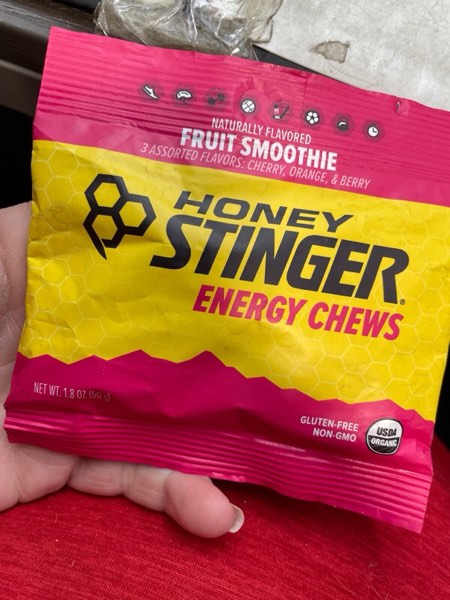 NATURALLY FLAVORED
FRUIT SMOOTHIE
3 ASSORTED FLAVORS: CHERRY, ORANGE, & BERRY
HONEY
STINGER®
ENERGY CHEWS
NET WT. 1.8 OZ (50 g)
GLUTEN-FREE
NON-GMO
USDA
ORGANIC